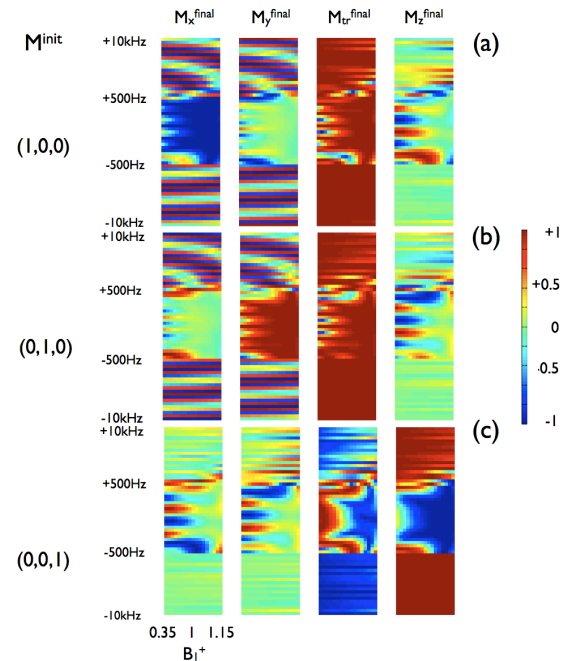 M^init M_x^final M_y^final M_tr^final M_z^final
+10kHz (a)
+500Hz
(1,0,0)
-500Hz
-10kHz
+10kHz (b)
+500Hz
(0,1,0)
-500Hz
-10kHz
+10kHz (c)
+500Hz
(0,0,1)
-500Hz
-10kHz
0.35 1 1.15
B_1^+
+1
+0.5
0
-0.5
-1